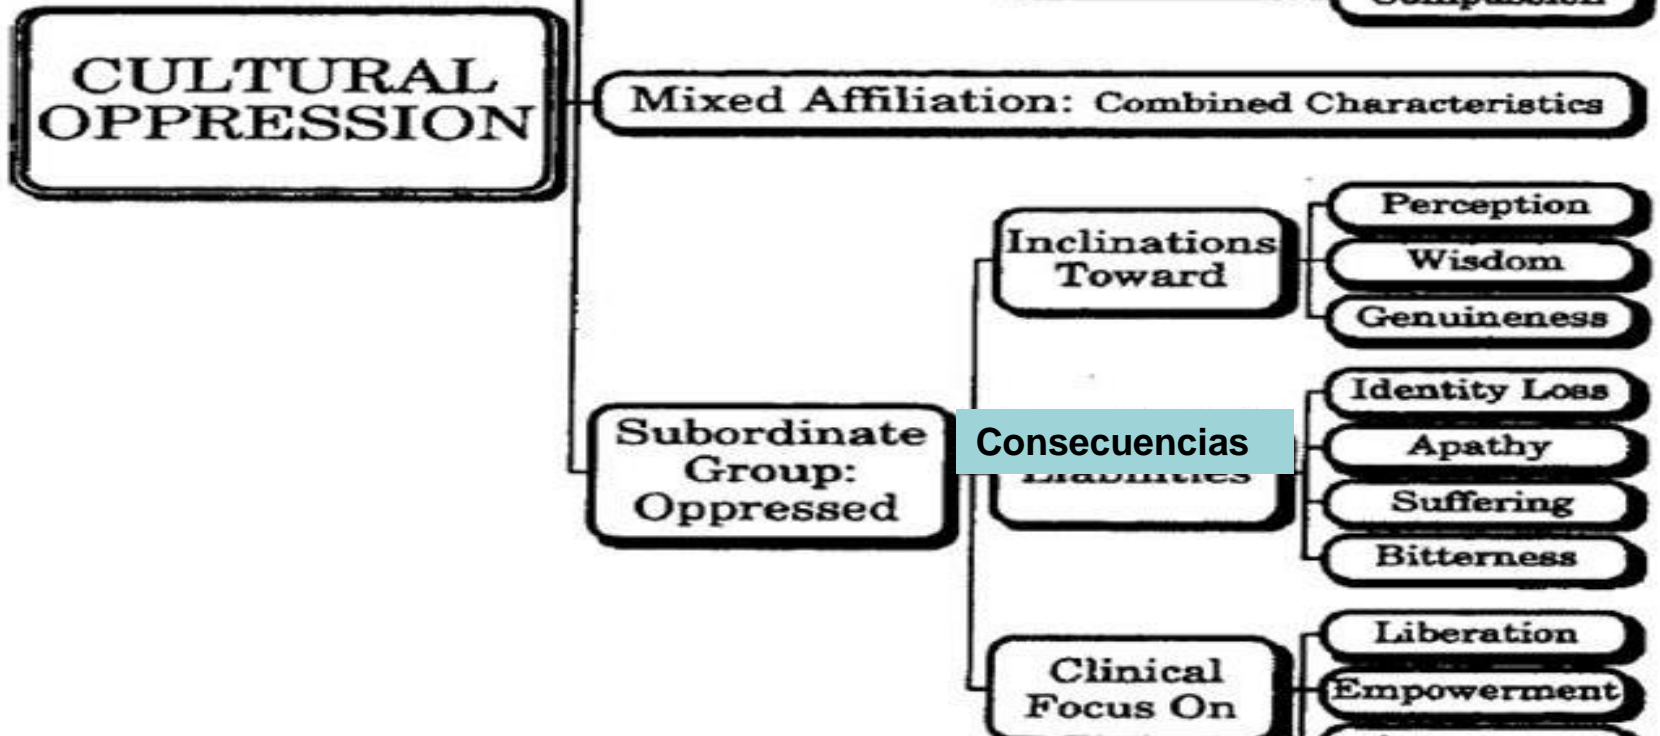 CULTURAL
OPPRESSION
Mixed Affiliation: Combined Characteristics
Subordinate
Group:
Oppressed
Inclinations
Toward
Perception
Wisdom
Genuineness
Consecuencias
Liabilities
Identity Loss
Apathy
Suffering
Bitterness
Clinical
Focus On
Liberation
Empowerment